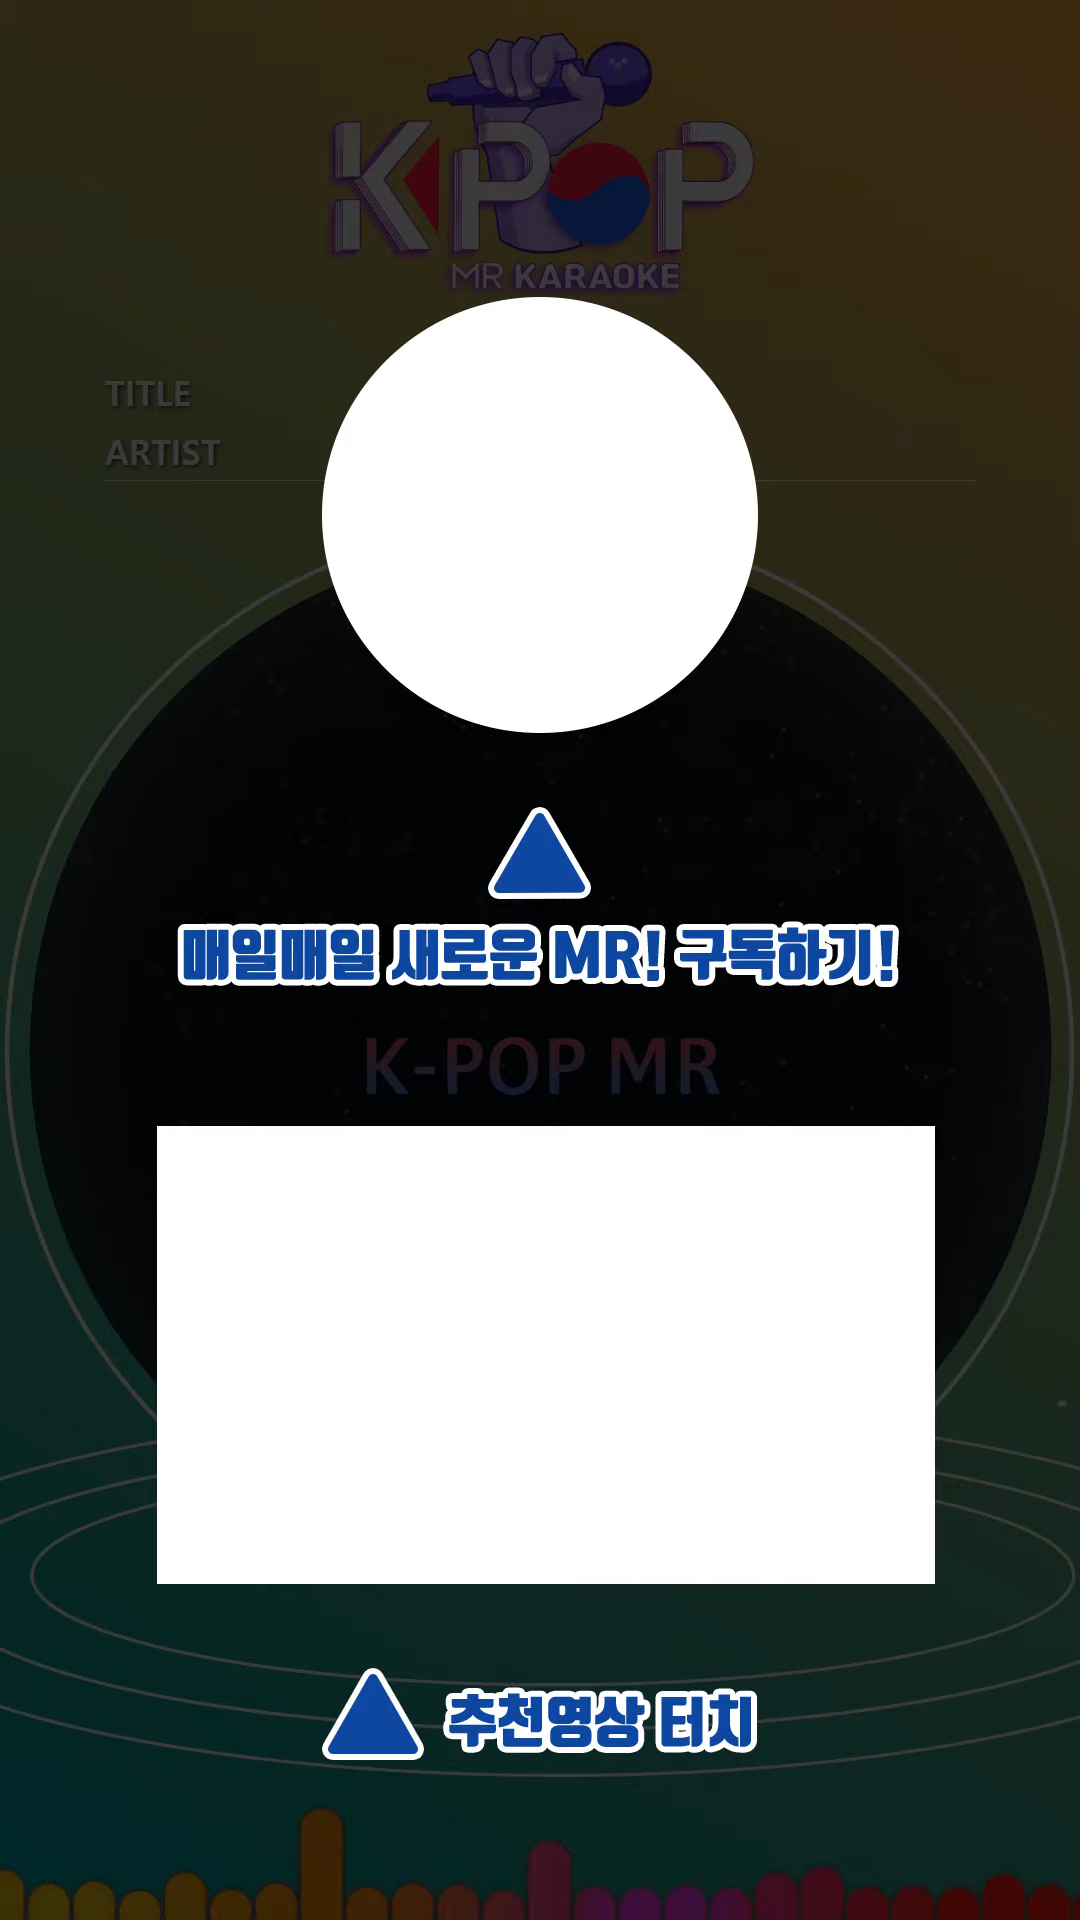 KPOP
MR KARAOKE
TITLE
ARTIST
매일매일 새로운 MR! 구독하기!
K-POP MR
추천영상 터치